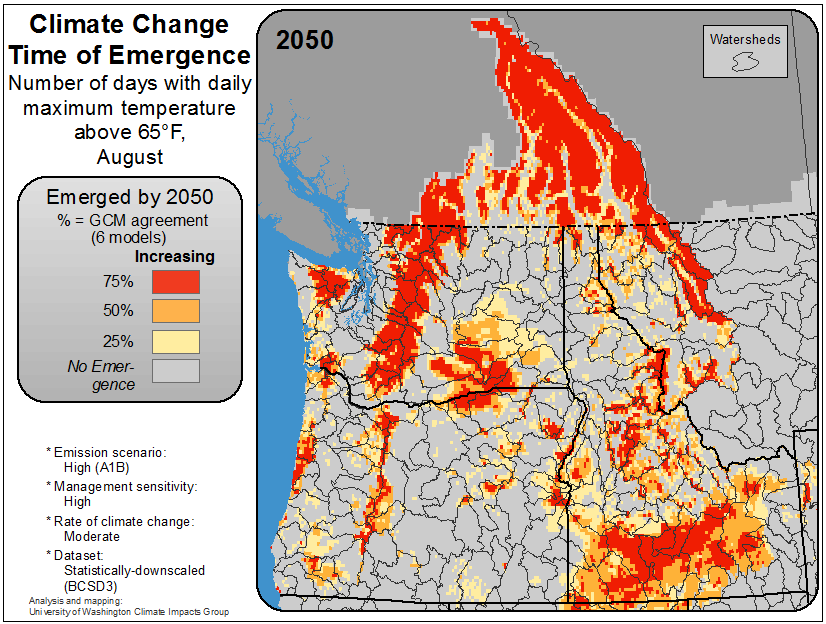 Climate Change
Time of Emergence
Number of days with daily
maximum temperature
above 65°F,
August
Emerged by 2050
% = GCM agreement
(6 models)
Increasing
75%
50%
25%
No Emer-
gence
* Emission scenario:
High (A1B)
* Management sensitivity:
High
* Rate of climate change:
Moderate
* Dataset:
Statistically-downscaled
(BCSD3)
Analysis and mapping:
University of Washington Climate Impacts Group
2050
Watersheds